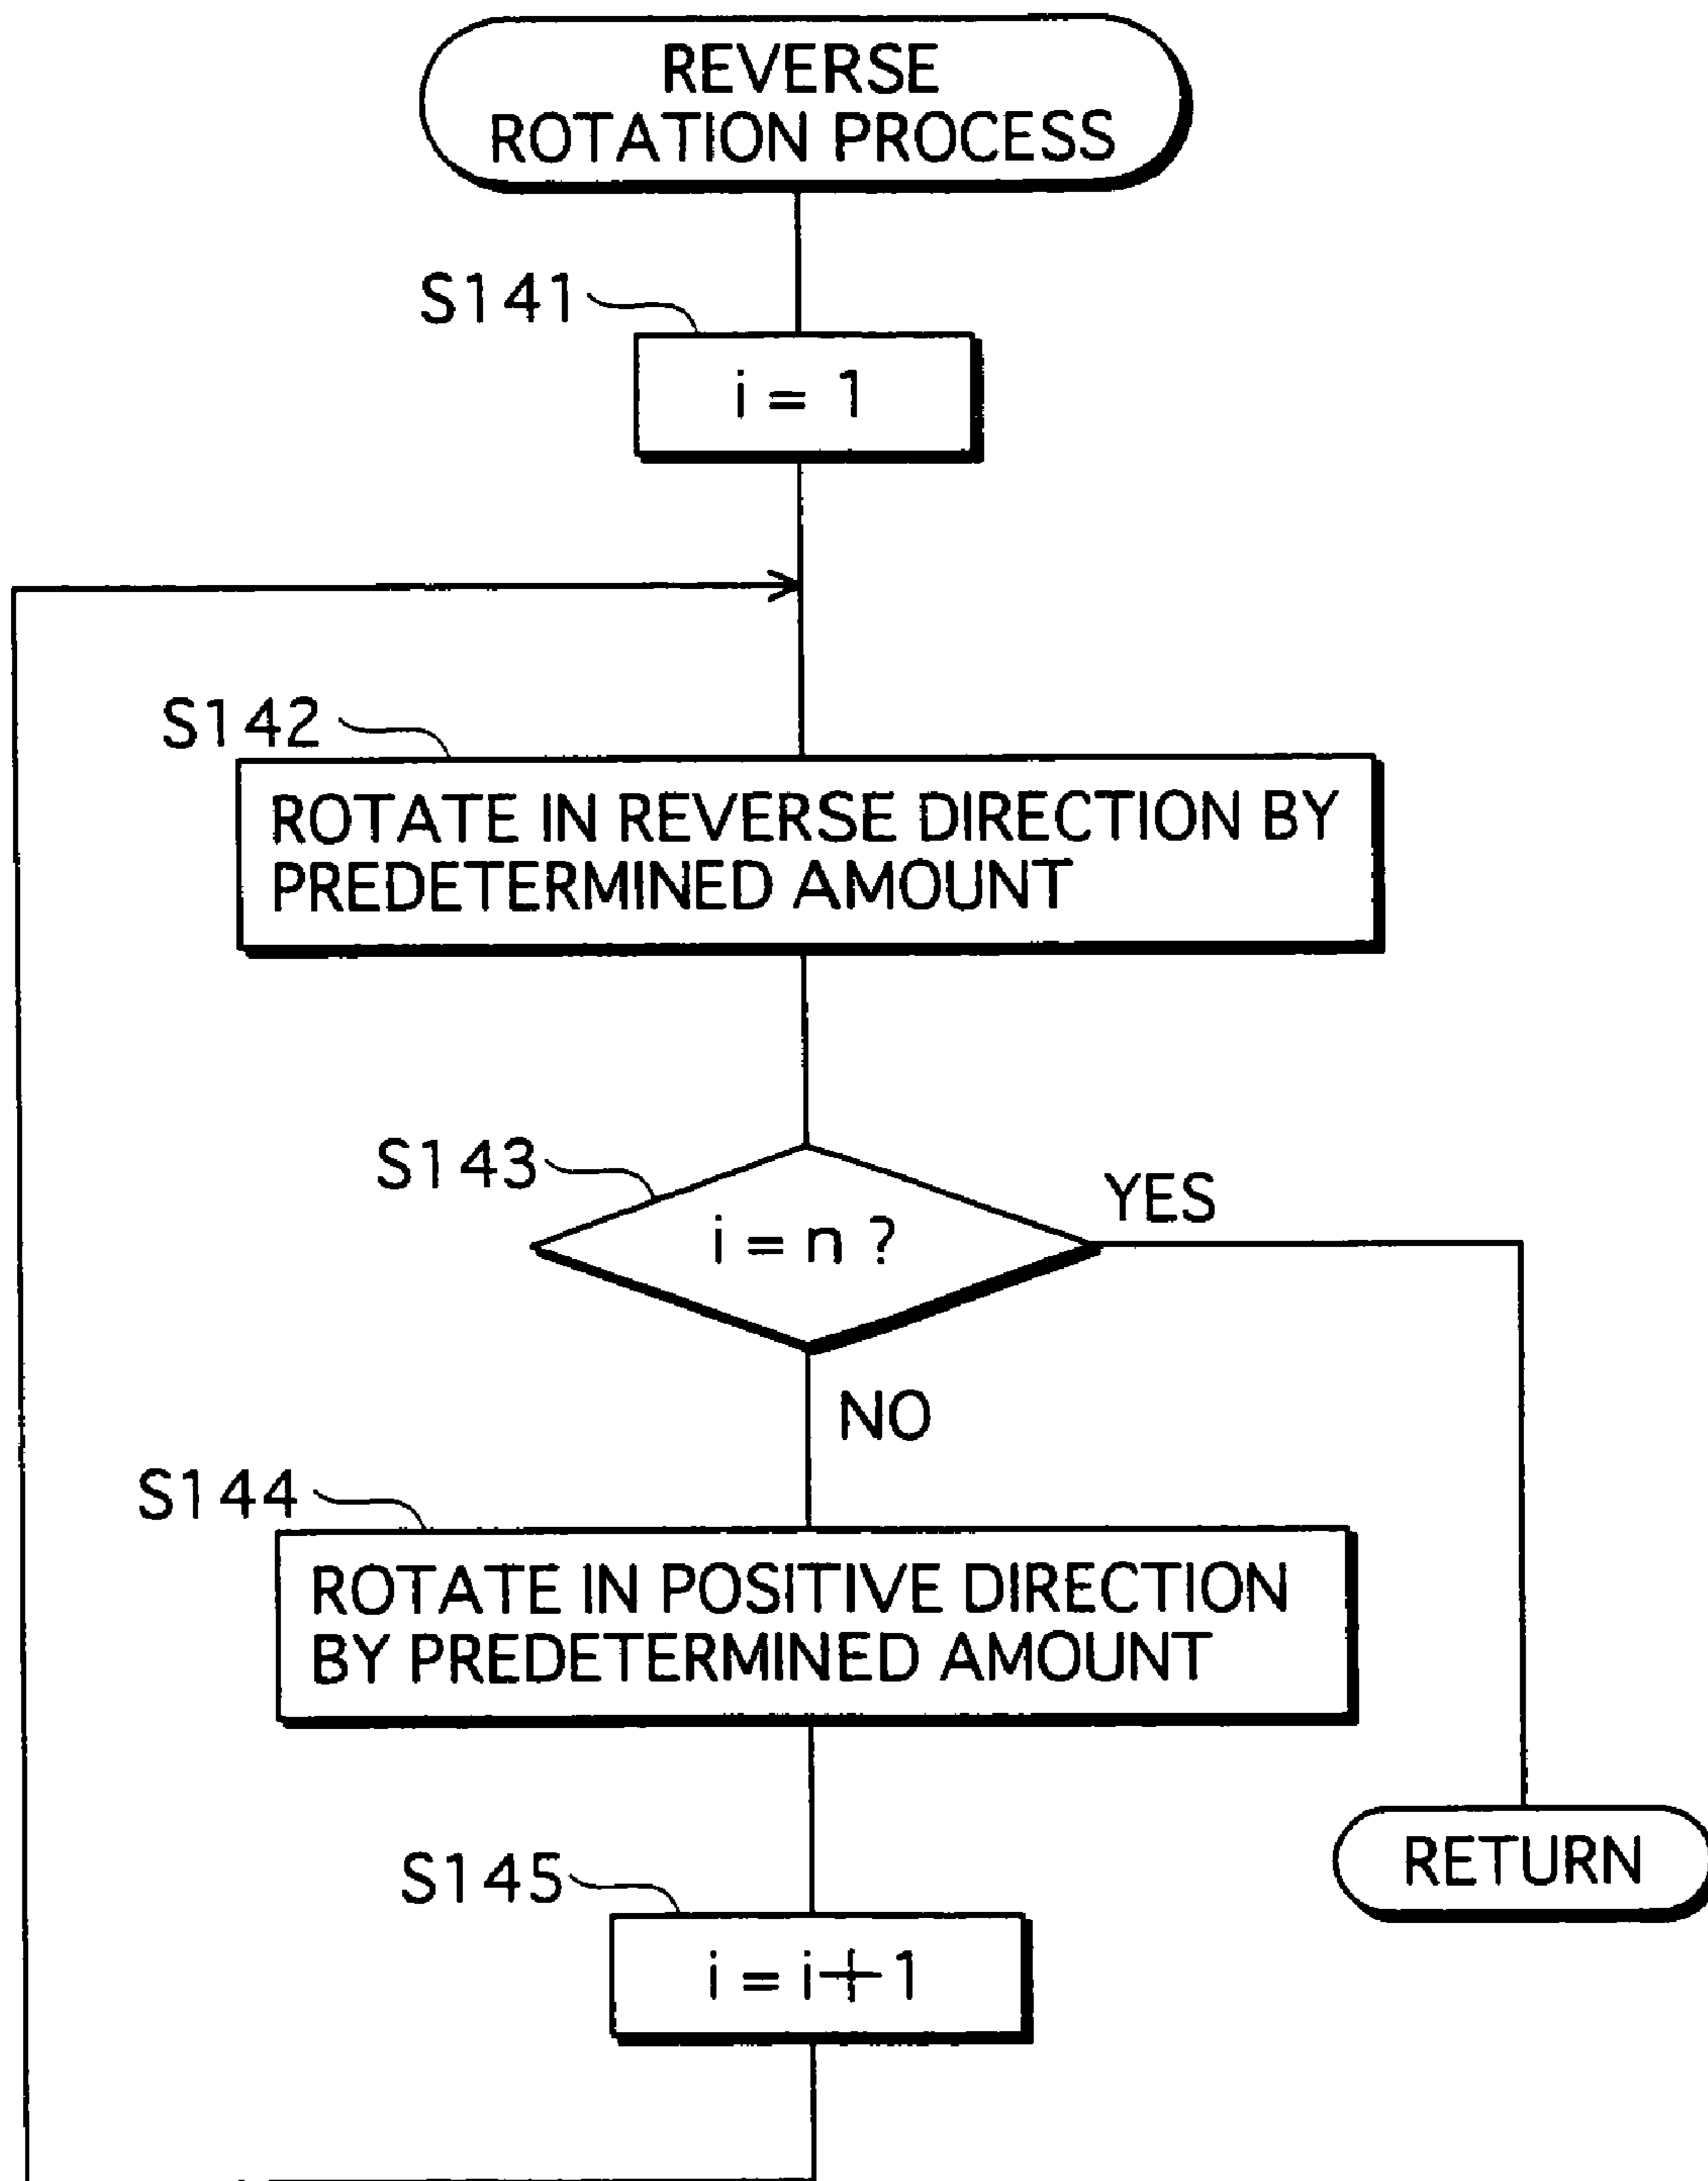 REVERSE
ROTATION PROCESS
S141
i = 1
S142
ROTATE IN REVERSE DIRECTION BY
PREDETERMINED AMOUNT
S143
i = n ?
YES
NO
S144
ROTATE IN POSITIVE DIRECTION
BY PREDETERMINED AMOUNT
RETURN
S145
i = i + 1